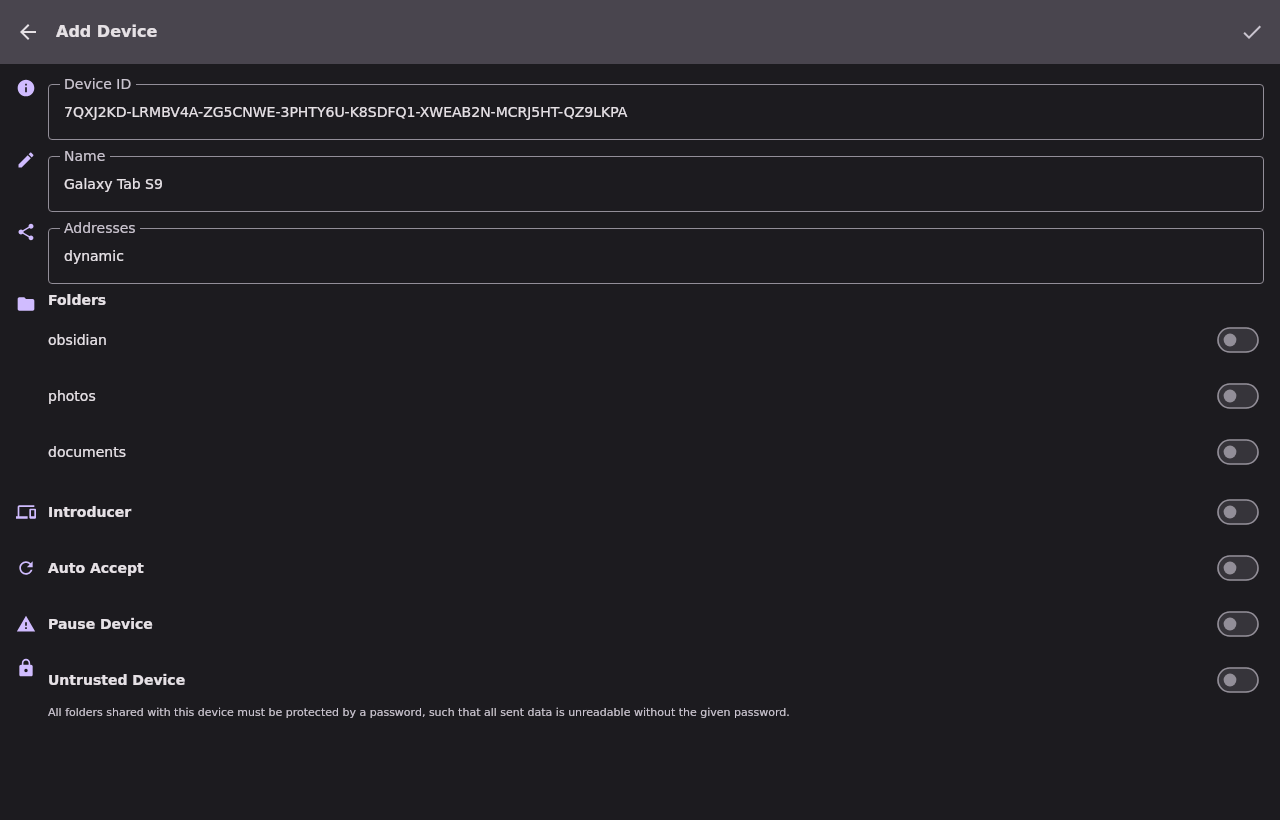 Add Device
Device ID
7QXJ2KD-LRMBV4A-ZG5CNWE-3PHTY6U-K8SDFQ1-XWEAB2N-MCRJ5HT-QZ9LKPA
Name
Galaxy Tab S9
Addresses
dynamic
Folders
obsidian
photos
documents
Introducer
Auto Accept
Pause Device
Untrusted Device
All folders shared with this device must be protected by a password, such that all sent data is unreadable without the given password.